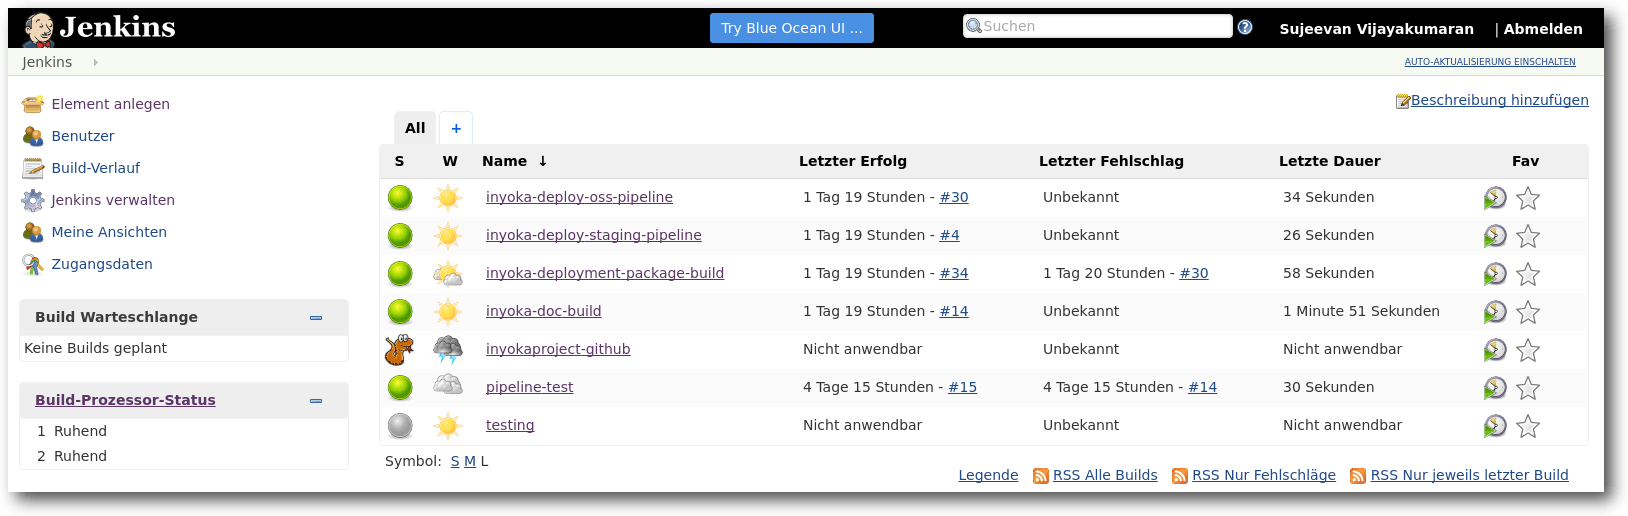 Jenkins
Try Blue Ocean UI ...
Suchen
?
Sujeevan Vijayakumaran
| Abmelden
Jenkins
AUTO-AKTUALISIERUNG EINSCHALTEN
Element anlegen
Benutzer
Build-Verlauf
Jenkins verwalten
Meine Ansichten
Zugangsdaten
Build Warteschlange
Keine Builds geplant
Build-Prozessor-Status
1 Ruhend
2 Ruhend
Beschreibung hinzufügen
All +
S W Name ↓ Letzter Erfolg Letzter Fehlschlag Letzte Dauer Fav
inyoka-deploy-oss-pipeline 1 Tag 19 Stunden - #30 Unbekannt 34 Sekunden
inyoka-deploy-staging-pipeline 1 Tag 19 Stunden - #4 Unbekannt 26 Sekunden
inyoka-deployment-package-build 1 Tag 19 Stunden - #34 1 Tag 20 Stunden - #30 58 Sekunden
inyoka-doc-build 1 Tag 19 Stunden - #14 Unbekannt 1 Minute 51 Sekunden
inyokaproject-github Nicht anwendbar Unbekannt Nicht anwendbar
pipeline-test 4 Tage 15 Stunden - #15 4 Tage 15 Stunden - #14 30 Sekunden
testing Nicht anwendbar Unbekannt Nicht anwendbar
Symbol: S M L
Legende RSS Alle Builds RSS Nur Fehlschläge RSS Nur jeweils letzter Build